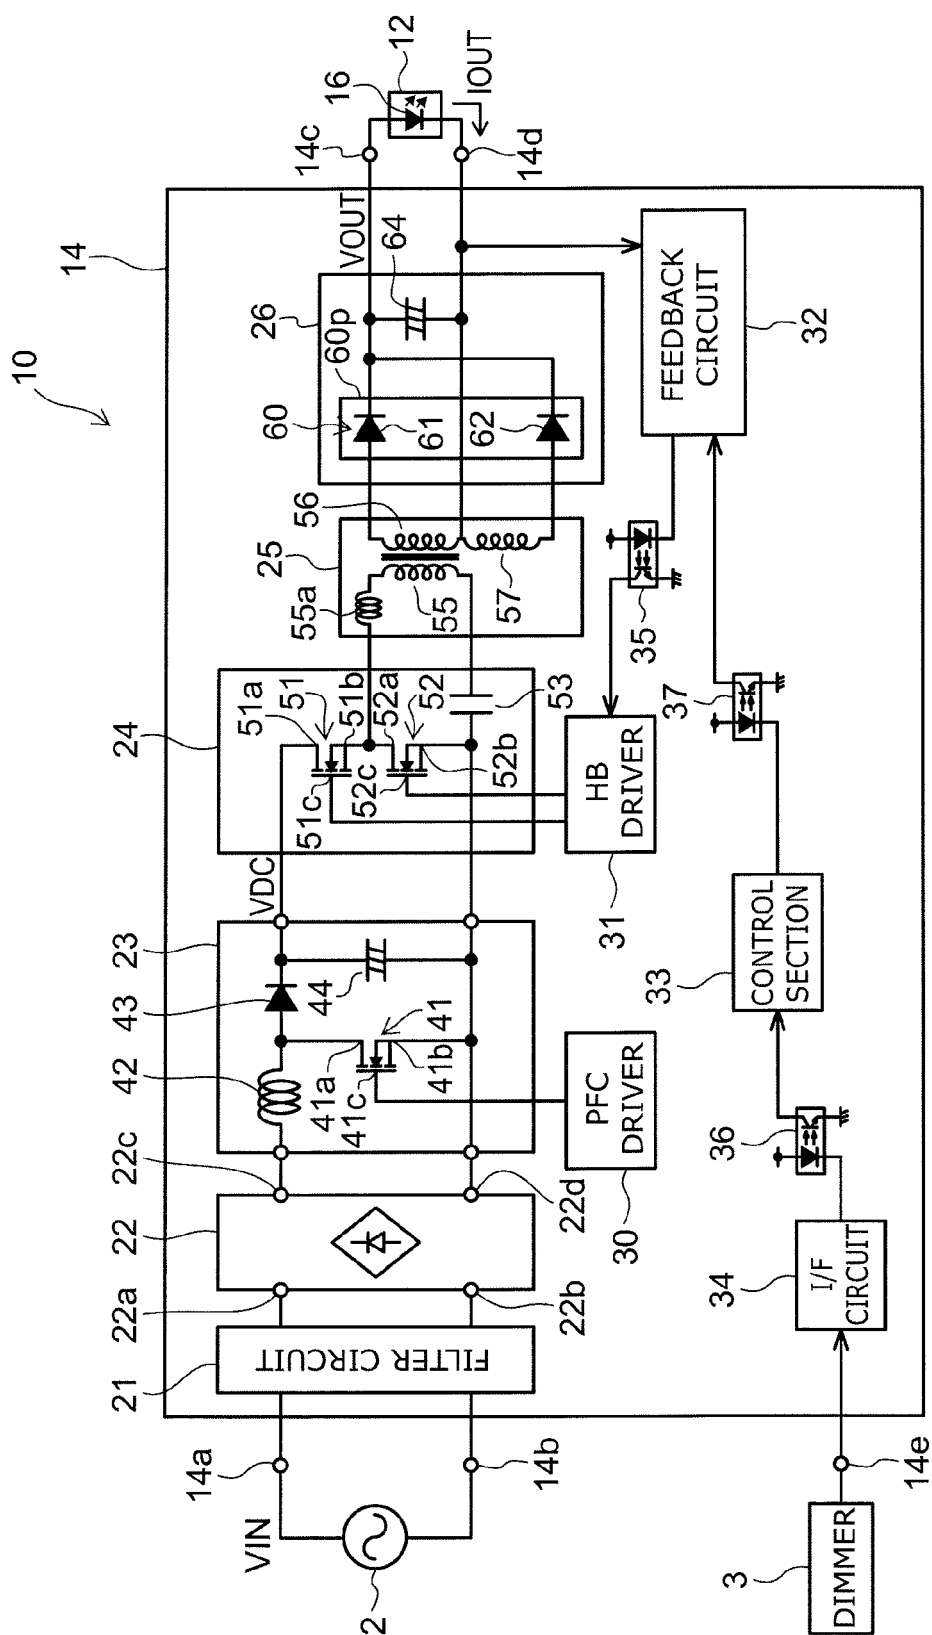 10
14
VIN
2
14a
14b
21
FILTER CIRCUIT
22a
22b
22
22c
22d
23
42
43
44
41a
41c
41b
41
VDC
24
51a
51
51b
51c
52c
52a
52
52b
53
25
55a
55
56
57
26
60p
60
61
62
64
VOUT
14c
14d
16
12
IOUT
PFC
DRIVER
30
HB
DRIVER
31
35
FEEDBACK
CIRCUIT
32
37
CONTROL
SECTION
33
36
I/F
CIRCUIT
34
14e
DIMMER
3